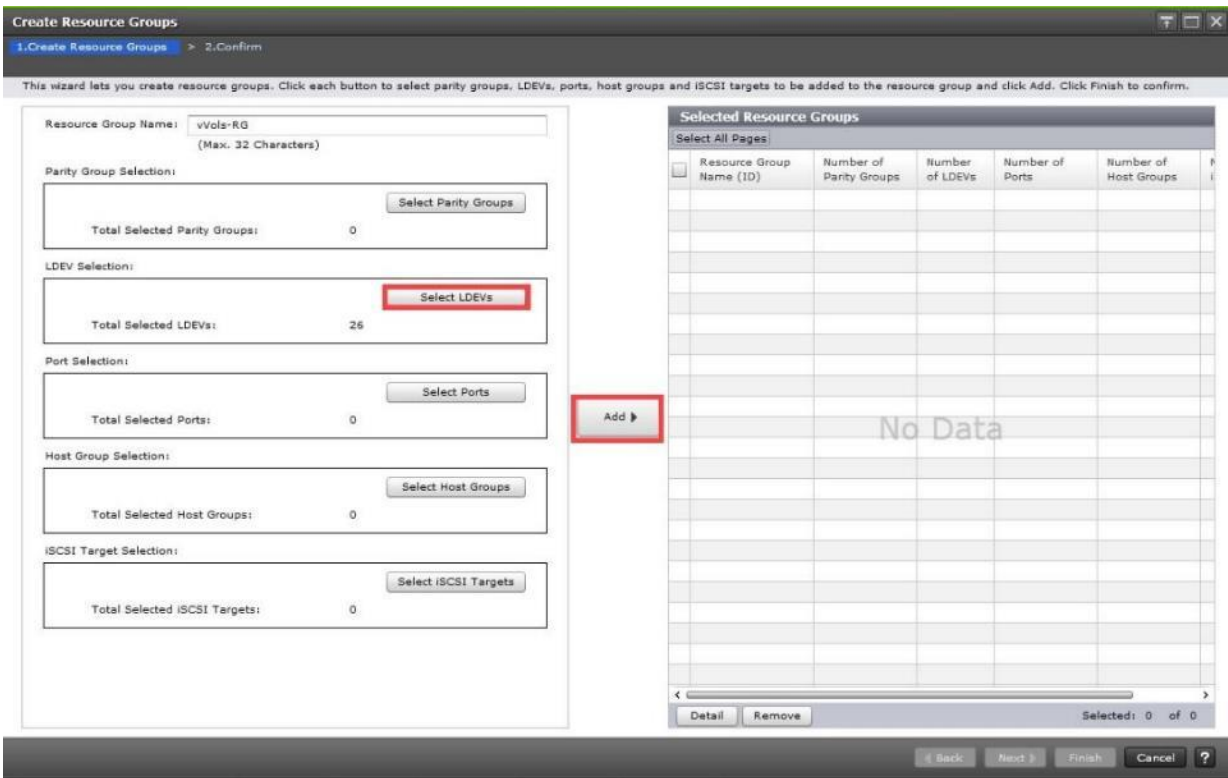 Create Resource Groups
1.Create Resource Groups > 2.Confirm
This wizard lets you create resource groups. Click each button to select parity groups, LDEVs, ports, host groups and iSCSI targets to be added to the resource group and click Add. Click Finish to confirm.
Resource Group Name: vVols-RG
(Max. 32 Characters)
Parity Group Selection:
Select Parity Groups
Total Selected Parity Groups: 0
LDEV Selection:
Select LDEVs
Total Selected LDEVs: 26
Port Selection:
Select Ports
Total Selected Ports: 0
Host Group Selection:
Select Host Groups
Total Selected Host Groups: 0
iSCSI Target Selection:
Select iSCSI Targets
Total Selected iSCSI Targets: 0
Add
Selected Resource Groups
Select All Pages
Resource Group Name (ID)
Number of Parity Groups
Number of LDEVs
Number of Ports
Number of Host Groups
No Data
Detail Remove Selected: 0 of 0
Back Next Finish Cancel ?